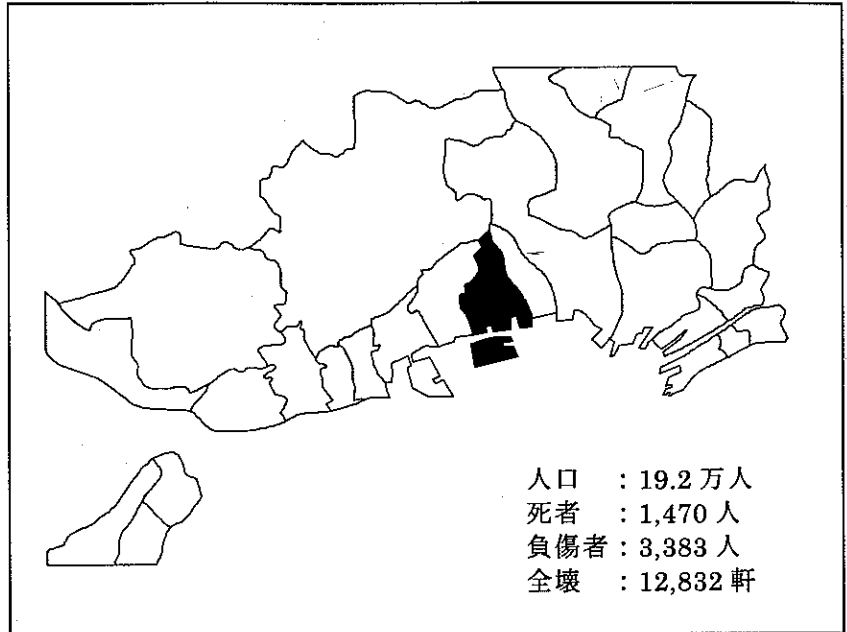 人口　：19.2 万人
死者　：1,470 人
負傷者：3,383 人
全壊　：12,832 軒